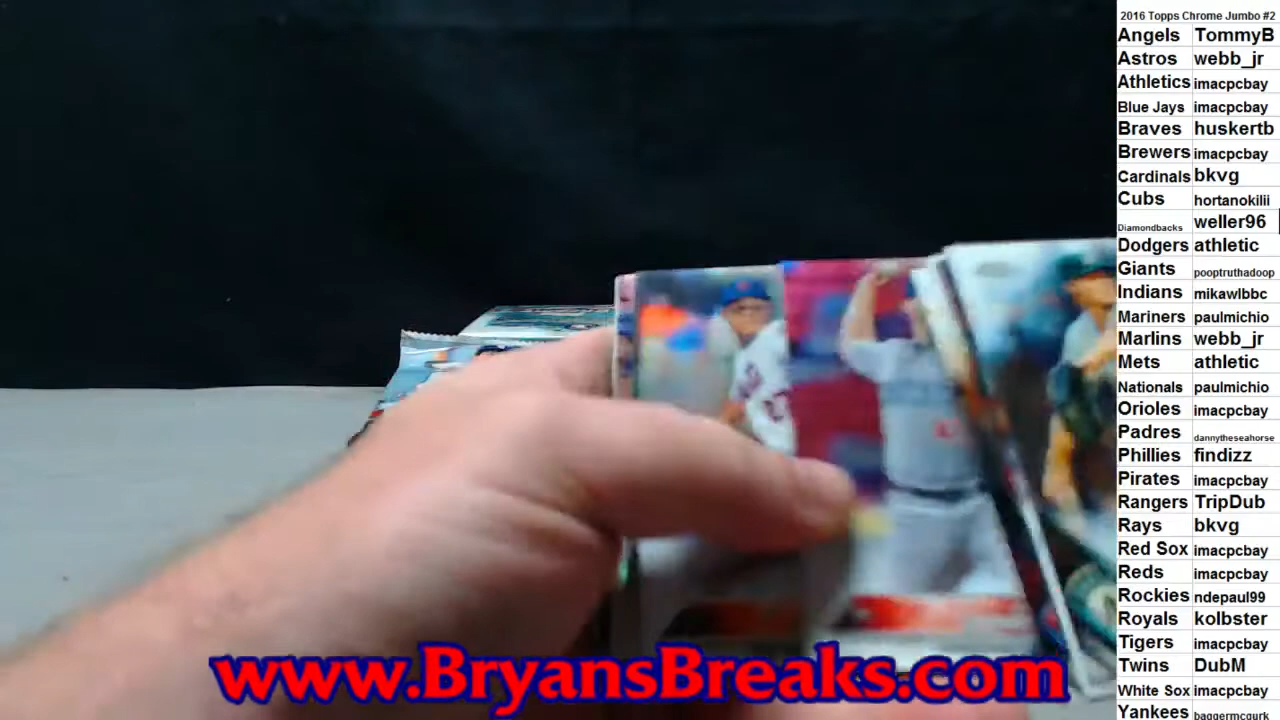 2016 Topps Chrome Jumbo #2
Angels TommyB
Astros webb_jr
Athletics imacpcbay
Blue Jays imacpcbay
Braves huskertb
Brewers imacpcbay
Cardinals bkvg
Cubs hortanokilii
Diamondbacks weller96
Dodgers athletic
Giants pooptruthadoop
Indians mikawlbbc
Mariners paulmichio
Marlins webb_jr
Mets athletic
Nationals paulmichio
Orioles imacpcbay
Padres dannytheseahorse
Phillies findizz
Pirates imacpcbay
Rangers TripDub
Rays bkvg
Red Sox imacpcbay
Reds imacpcbay
Rockies ndepaul99
Royals kolbster
Tigers imacpcbay
Twins DubM
White Sox imacpcbay
Yankees baggermcgurk
www.BryansBreaks.com